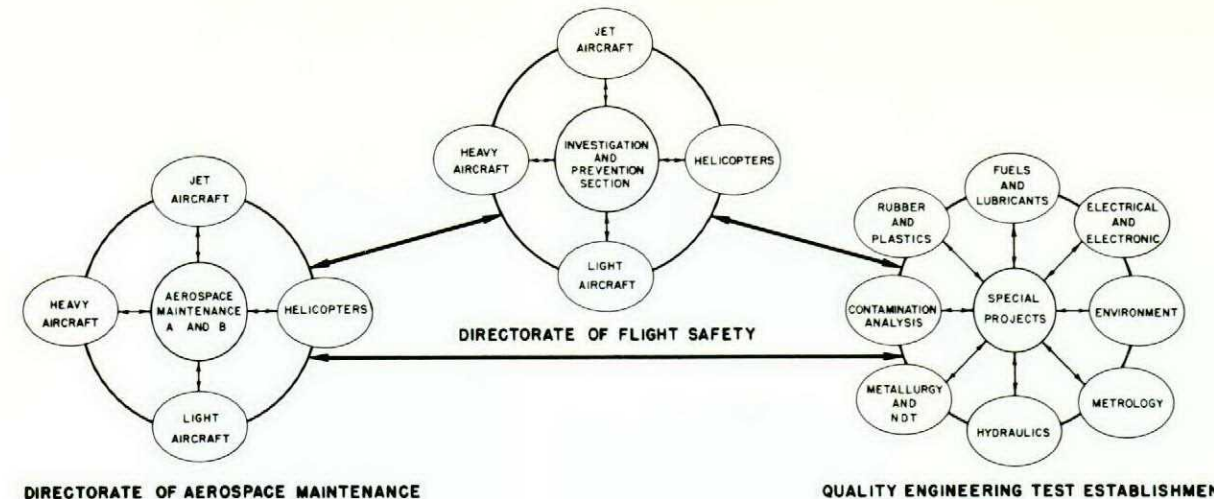 JET
AIRCRAFT
HEAVY
AIRCRAFT
INVESTIGATION
AND
PREVENTION
SECTION
HELICOPTERS
LIGHT
AIRCRAFT
DIRECTORATE OF FLIGHT SAFETY
JET
AIRCRAFT
HEAVY
AIRCRAFT
AEROSPACE
MAINTENANCE
A AND B
HELICOPTERS
LIGHT
AIRCRAFT
DIRECTORATE OF AEROSPACE MAINTENANCE
FUELS
AND
LUBRICANTS
RUBBER
AND
PLASTICS
ELECTRICAL
AND
ELECTRONIC
CONTAMINATION
ANALYSIS
SPECIAL
PROJECTS
ENVIRONMENT
METALLURGY
AND
NDT
HYDRAULICS
METROLOGY
QUALITY ENGINEERING TEST ESTABLISHMEN